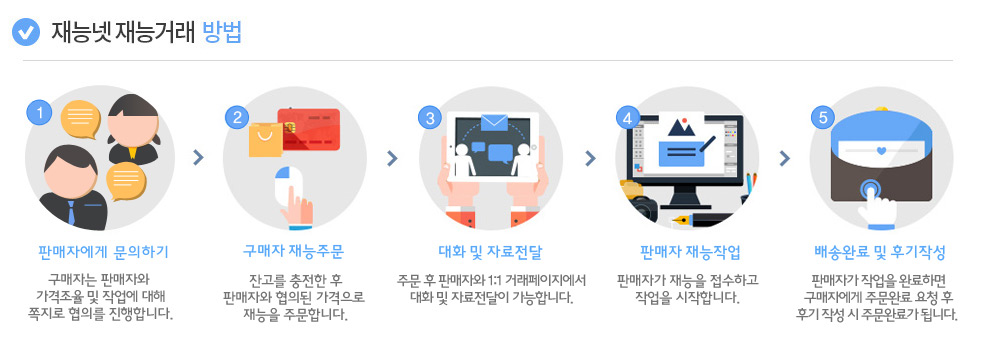 재능넷 재능거래 방법
1
2
3
4
5
판매자에게 문의하기
구매자는 판매자와
가격조율 및 작업에 대해
쪽지로 협의를 진행합니다.
구매자 재능주문
잔고를 충전한 후
판매자와 협의된 가격으로
재능을 주문합니다.
대화 및 자료전달
주문 후 판매자와 1:1 거래페이지에서
대화 및 자료전달이 가능합니다.
판매자 재능작업
판매자가 재능을 접수하고
작업을 시작합니다.
배송완료 및 후기작성
판매자가 작업을 완료하면
구매자에게 주문완료 요청 후
후기 작성 시 주문완료가 됩니다.